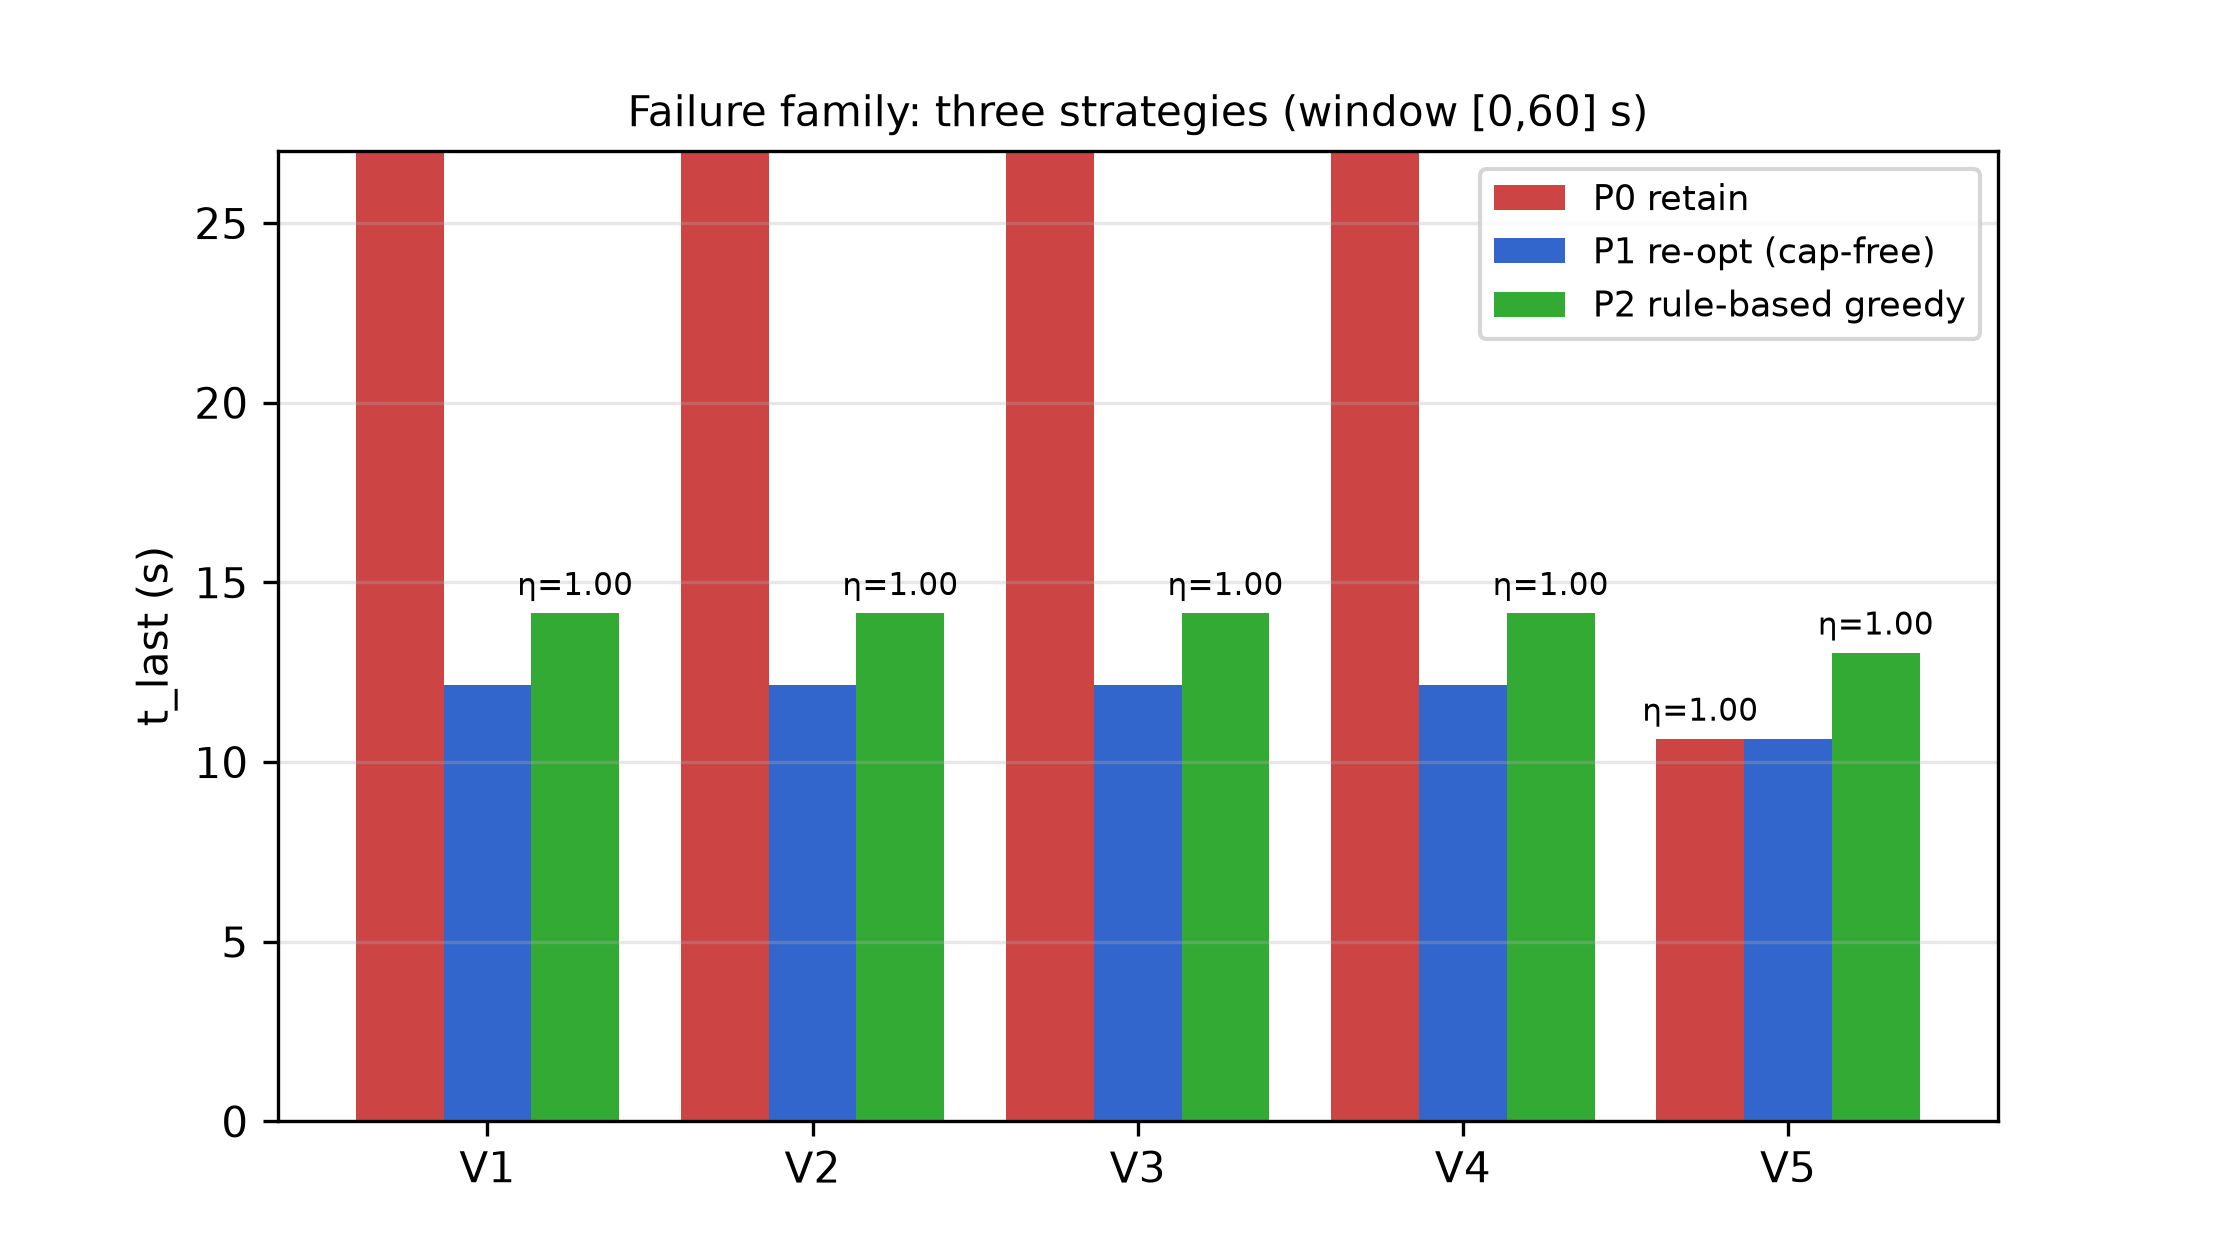 Failure family: three strategies (window [0,60] s)
P0 retain
P1 re-opt (cap-free)
P2 rule-based greedy
t_last (s)
25
20
15
10
5
0
η=1.00
η=1.00
η=1.00
η=1.00
η=1.00
η=1.00
V1
V2
V3
V4
V5